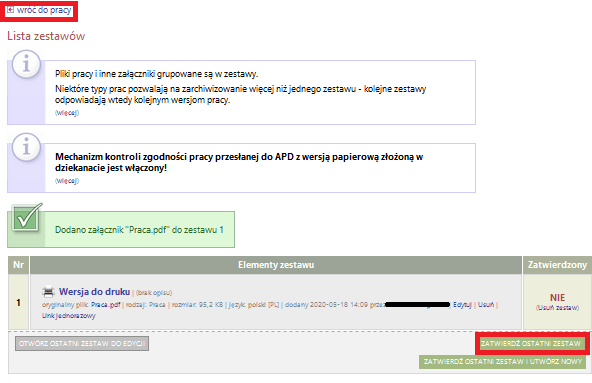 wróć do pracy
Lista zestawów
Pliki pracy i inne załączniki grupowane są w zestawy.
Niektóre typy prac pozwalają na zarchiwizowanie więcej niż jednego zestawu - kolejne zestawy
odpowiadają wtedy kolejnym wersjom pracy.
(więcej)
Mechanizm kontroli zgodności pracy przesłanej do APD z wersją papierową złożoną w
dziekanacie jest włączony!
(więcej)
Dodano załącznik "Praca.pdf" do zestawu 1
Nr Elementy zestawu Zatwierdzony
1 Wersja do druku | (brak opisu) NIE
oryginalny plik: Praca.pdf | rodzaj: Praca | rozmiar: 95,2 KB | język: polski [PL] | dodany 2020-05-18 14:09 przez Edytuj | Usuń | (Usuń zestaw)
Link jednorazowy
OTWÓRZ OSTATNI ZESTAW DO EDYCJI ZATWIERDŹ OSTATNI ZESTAW
ZATWIERDŹ OSTATNI ZESTAW I UTWÓRZ NOWY